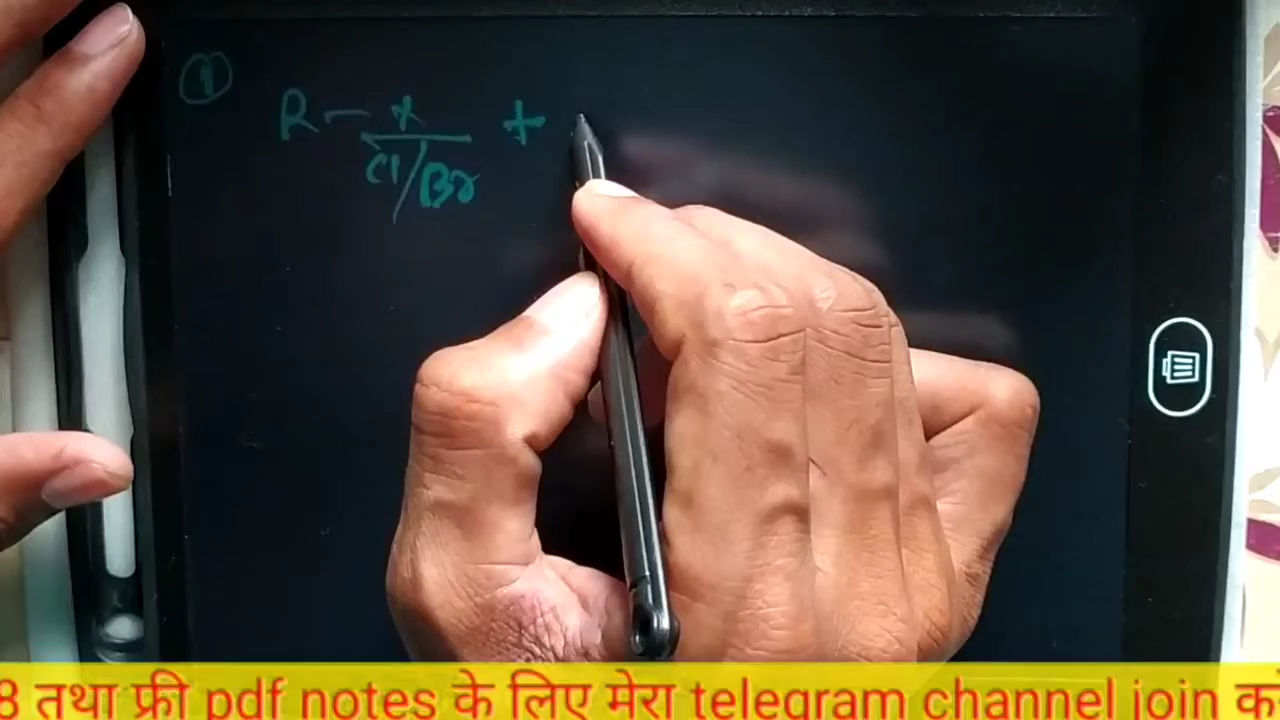 ① R - X +
Cl/Br
8 तथा फ्री pdf notes के लिए मेरा telegram channel join